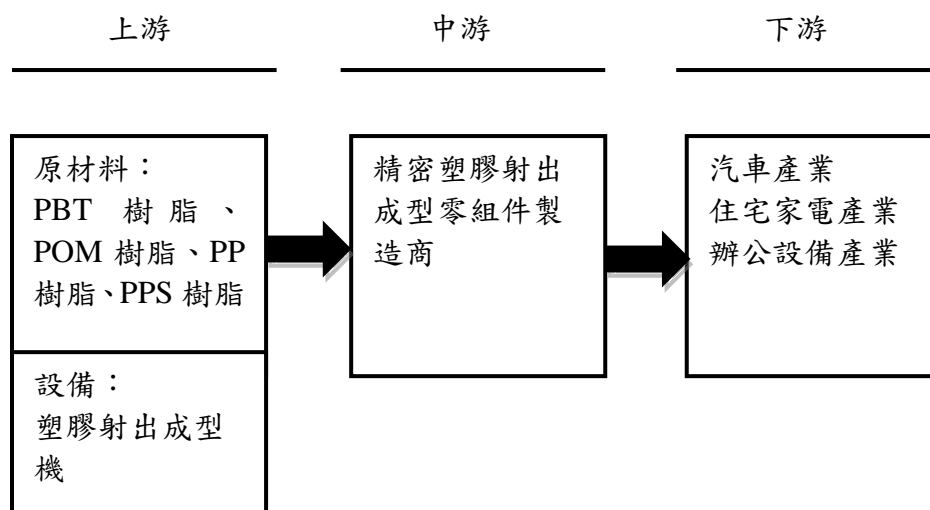 上游
中游
下游
原材料：
PBT 樹脂、
POM 樹脂、PP
樹脂、PPS 樹脂
設備：
塑膠射出成型
機
精密塑膠射出
成型零組件製
造商
汽車產業
住宅家電產業
辦公設備產業